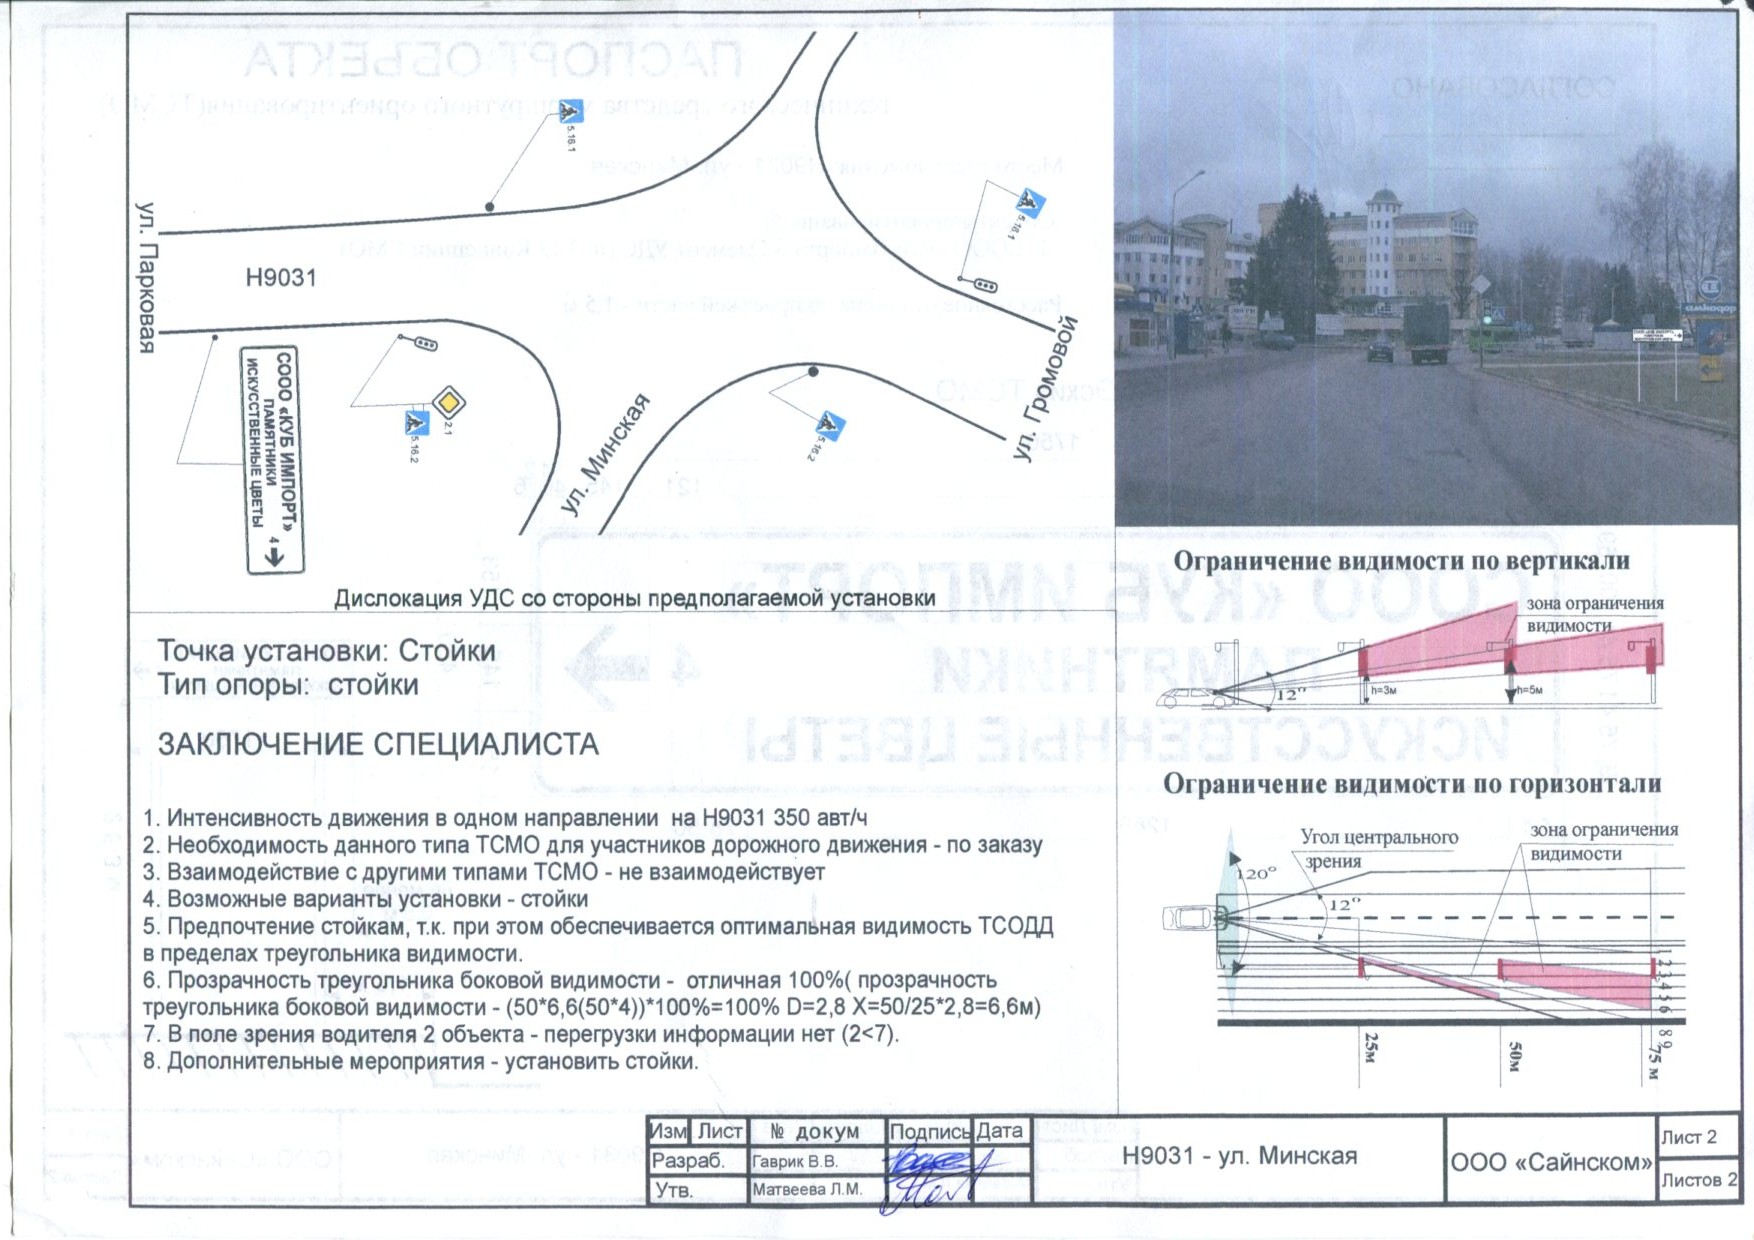 ул. Парковая
Н9031
5.16.1
5.16.1
ул. Громовой
ул. Минская
5.16.2
2.1
5.16.2
СООО «КУБ ИМПОРТ»
ПАМЯТНИКИ
ИСКУССТВЕННЫЕ ЦВЕТЫ
4
Дислокация УДС со стороны предполагаемой установки
Точка установки: Стойки
Тип опоры: стойки
ЗАКЛЮЧЕНИЕ СПЕЦИАЛИСТА
1. Интенсивность движения в одном направлении на Н9031 350 авт/ч
2. Необходимость данного типа ТСМО для участников дорожного движения - по заказу
3. Взаимодействие с другими типами ТСМО - не взаимодействует
4. Возможные варианты установки - стойки
5. Предпочтение стойкам, т.к. при этом обеспечивается оптимальная видимость ТСОДД
в пределах треугольника видимости.
6. Прозрачность треугольника боковой видимости - отличная 100%( прозрачность
треугольника боковой видимости - (50*6,6(50*4))*100%=100% D=2,8 X=50/25*2,8=6,6м)
7. В поле зрения водителя 2 объекта - перегрузки информации нет (2<7).
8. Дополнительные мероприятия - установить стойки.
Ограничение видимости по вертикали
зона ограничения
видимости
12°
h=3м
h=5м
Ограничение видимости по горизонтали
Угол центрального
зрения
зона ограничения
видимости
120°
12°
1 2 3 4 5 6 8 9
25м
50м
75 м
Изм Лист № докум Подпись Дата
Разраб. Гаврик В.В.
Утв. Матвеева Л.М.
Н9031 - ул. Минская
ООО «Сайнском»
Лист 2
Листов 2